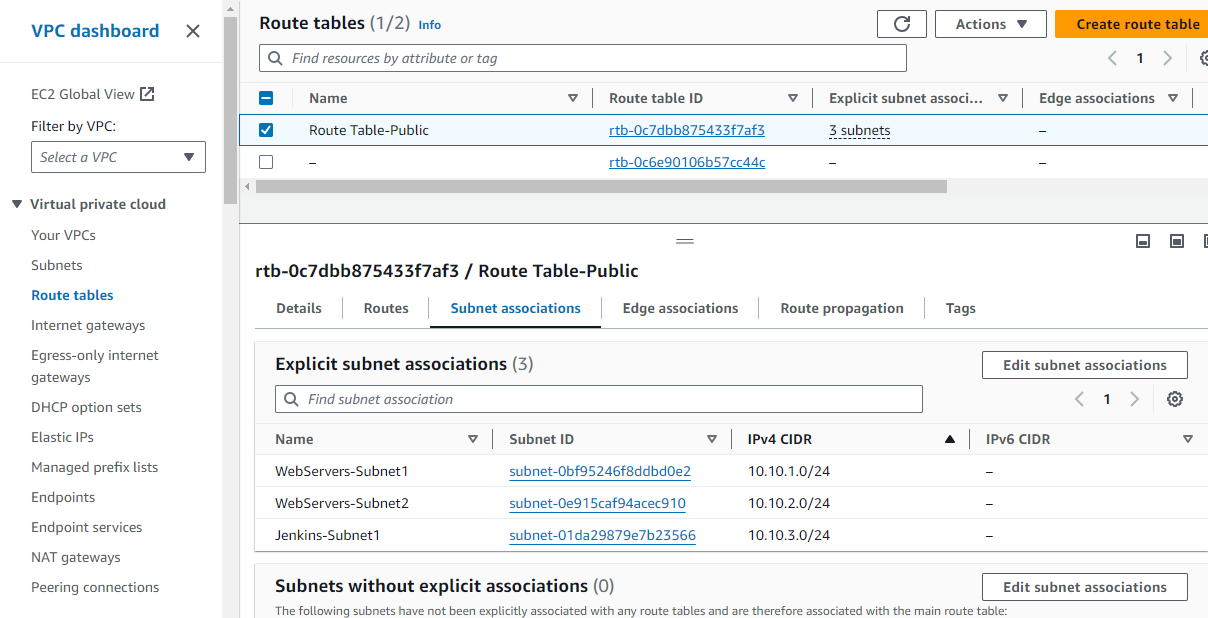 VPC dashboard
EC2 Global View
Filter by VPC:
Select a VPC
Virtual private cloud
Your VPCs
Subnets
Route tables
Internet gateways
Egress-only internet
gateways
DHCP option sets
Elastic IPs
Managed prefix lists
Endpoints
Endpoint services
NAT gateways
Peering connections
Route tables (1/2) Info
Actions
Create route table
Find resources by attribute or tag
1
Name Route table ID Explicit subnet associ... Edge associations
Route Table-Public rtb-0c7dbb875433f7af3 3 subnets –
– rtb-0c6e90106b57cc44c – –
rtb-0c7dbb875433f7af3 / Route Table-Public
Details Routes Subnet associations Edge associations Route propagation Tags
Explicit subnet associations (3)
Edit subnet associations
Find subnet association
1
Name Subnet ID IPv4 CIDR IPv6 CIDR
WebServers-Subnet1 subnet-0bf95246f8ddbd0e2 10.10.1.0/24 –
WebServers-Subnet2 subnet-0e915caf94acec910 10.10.2.0/24 –
Jenkins-Subnet1 subnet-01da29879e7b23566 10.10.3.0/24 –
Subnets without explicit associations (0)
Edit subnet associations
The following subnets have not been explicitly associated with any route tables and are therefore associated with the main route table: